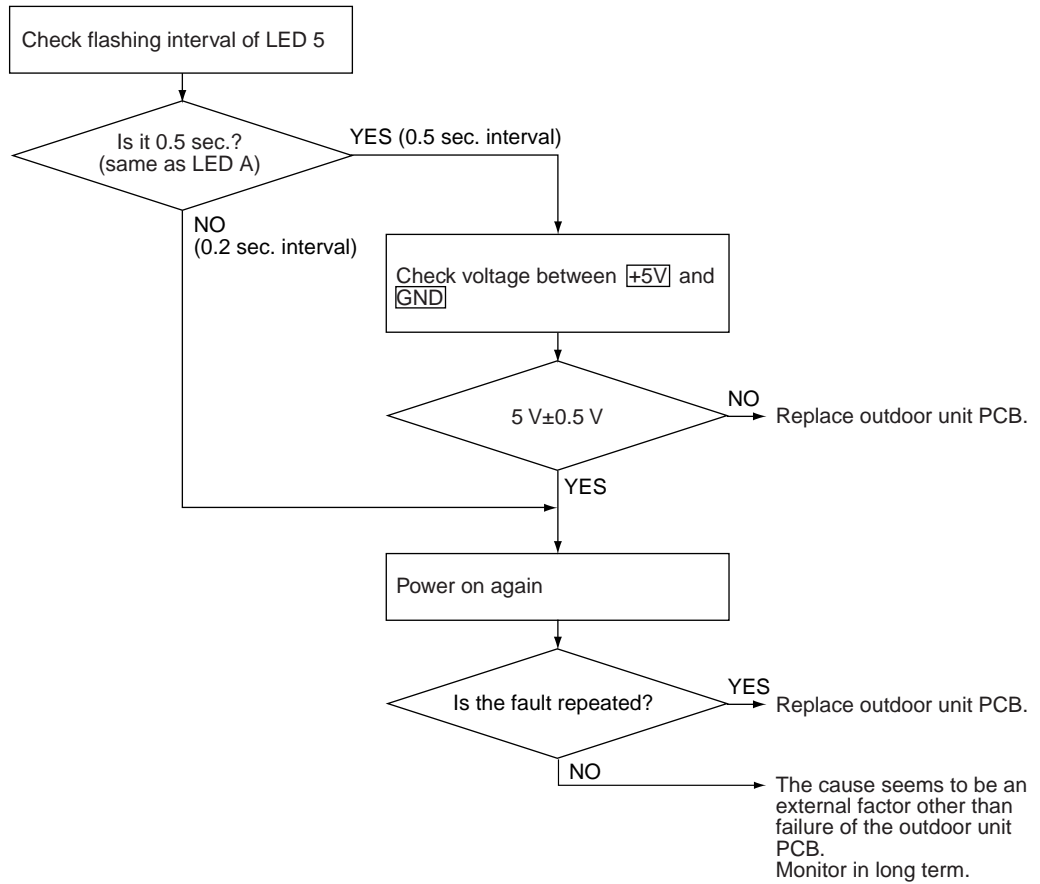 Check flashing interval of LED 5
Is it 0.5 sec.?
(same as LED A)
YES (0.5 sec. interval)
NO
(0.2 sec. interval)
Check voltage between +5V and
GND
5 V±0.5 V
NO
Replace outdoor unit PCB.
YES
Power on again
Is the fault repeated?
YES
Replace outdoor unit PCB.
NO
The cause seems to be an
external factor other than
failure of the outdoor unit
PCB.
Monitor in long term.